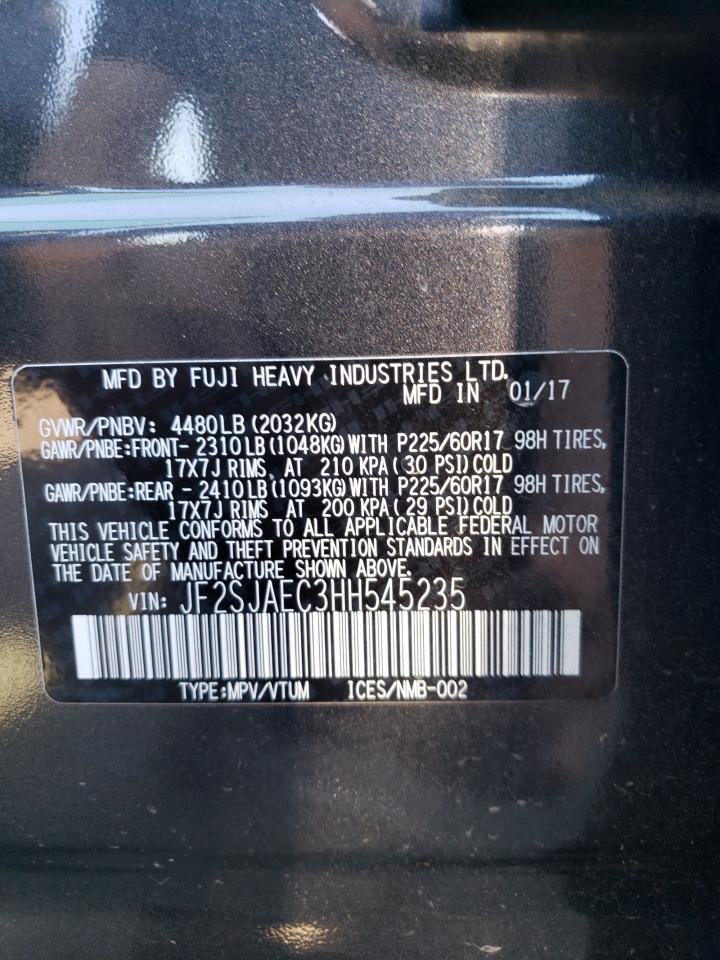 MFD BY FUJI HEAVY INDUSTRIES LTD.
MFD IN 01/17
GVWR/PNBV: 4480LB(2032KG)
GAWR/PNBE:FRONT- 2310LB(1048KG)WITH P225/60R17 98H TIRES,
17X7J RIMS, AT 210 KPA(30 PSI)COLD
GAWR/PNBE:REAR - 2410LB(1093KG)WITH P225/60R17 98H TIRES,
17X7J RIMS, AT 200 KPA(29 PSI)COLD
THIS VEHICLE CONFORMS TO ALL APPLICABLE FEDERAL MOTOR
VEHICLE SAFETY AND THEFT PREVENTION STANDARDS IN EFFECT ON
THE DATE OF MANUFACTURE SHOWN ABOVE.
VIN: JF2SJAEC3HH545235
TYPE:MPV/VTUM ICES/NMB-002